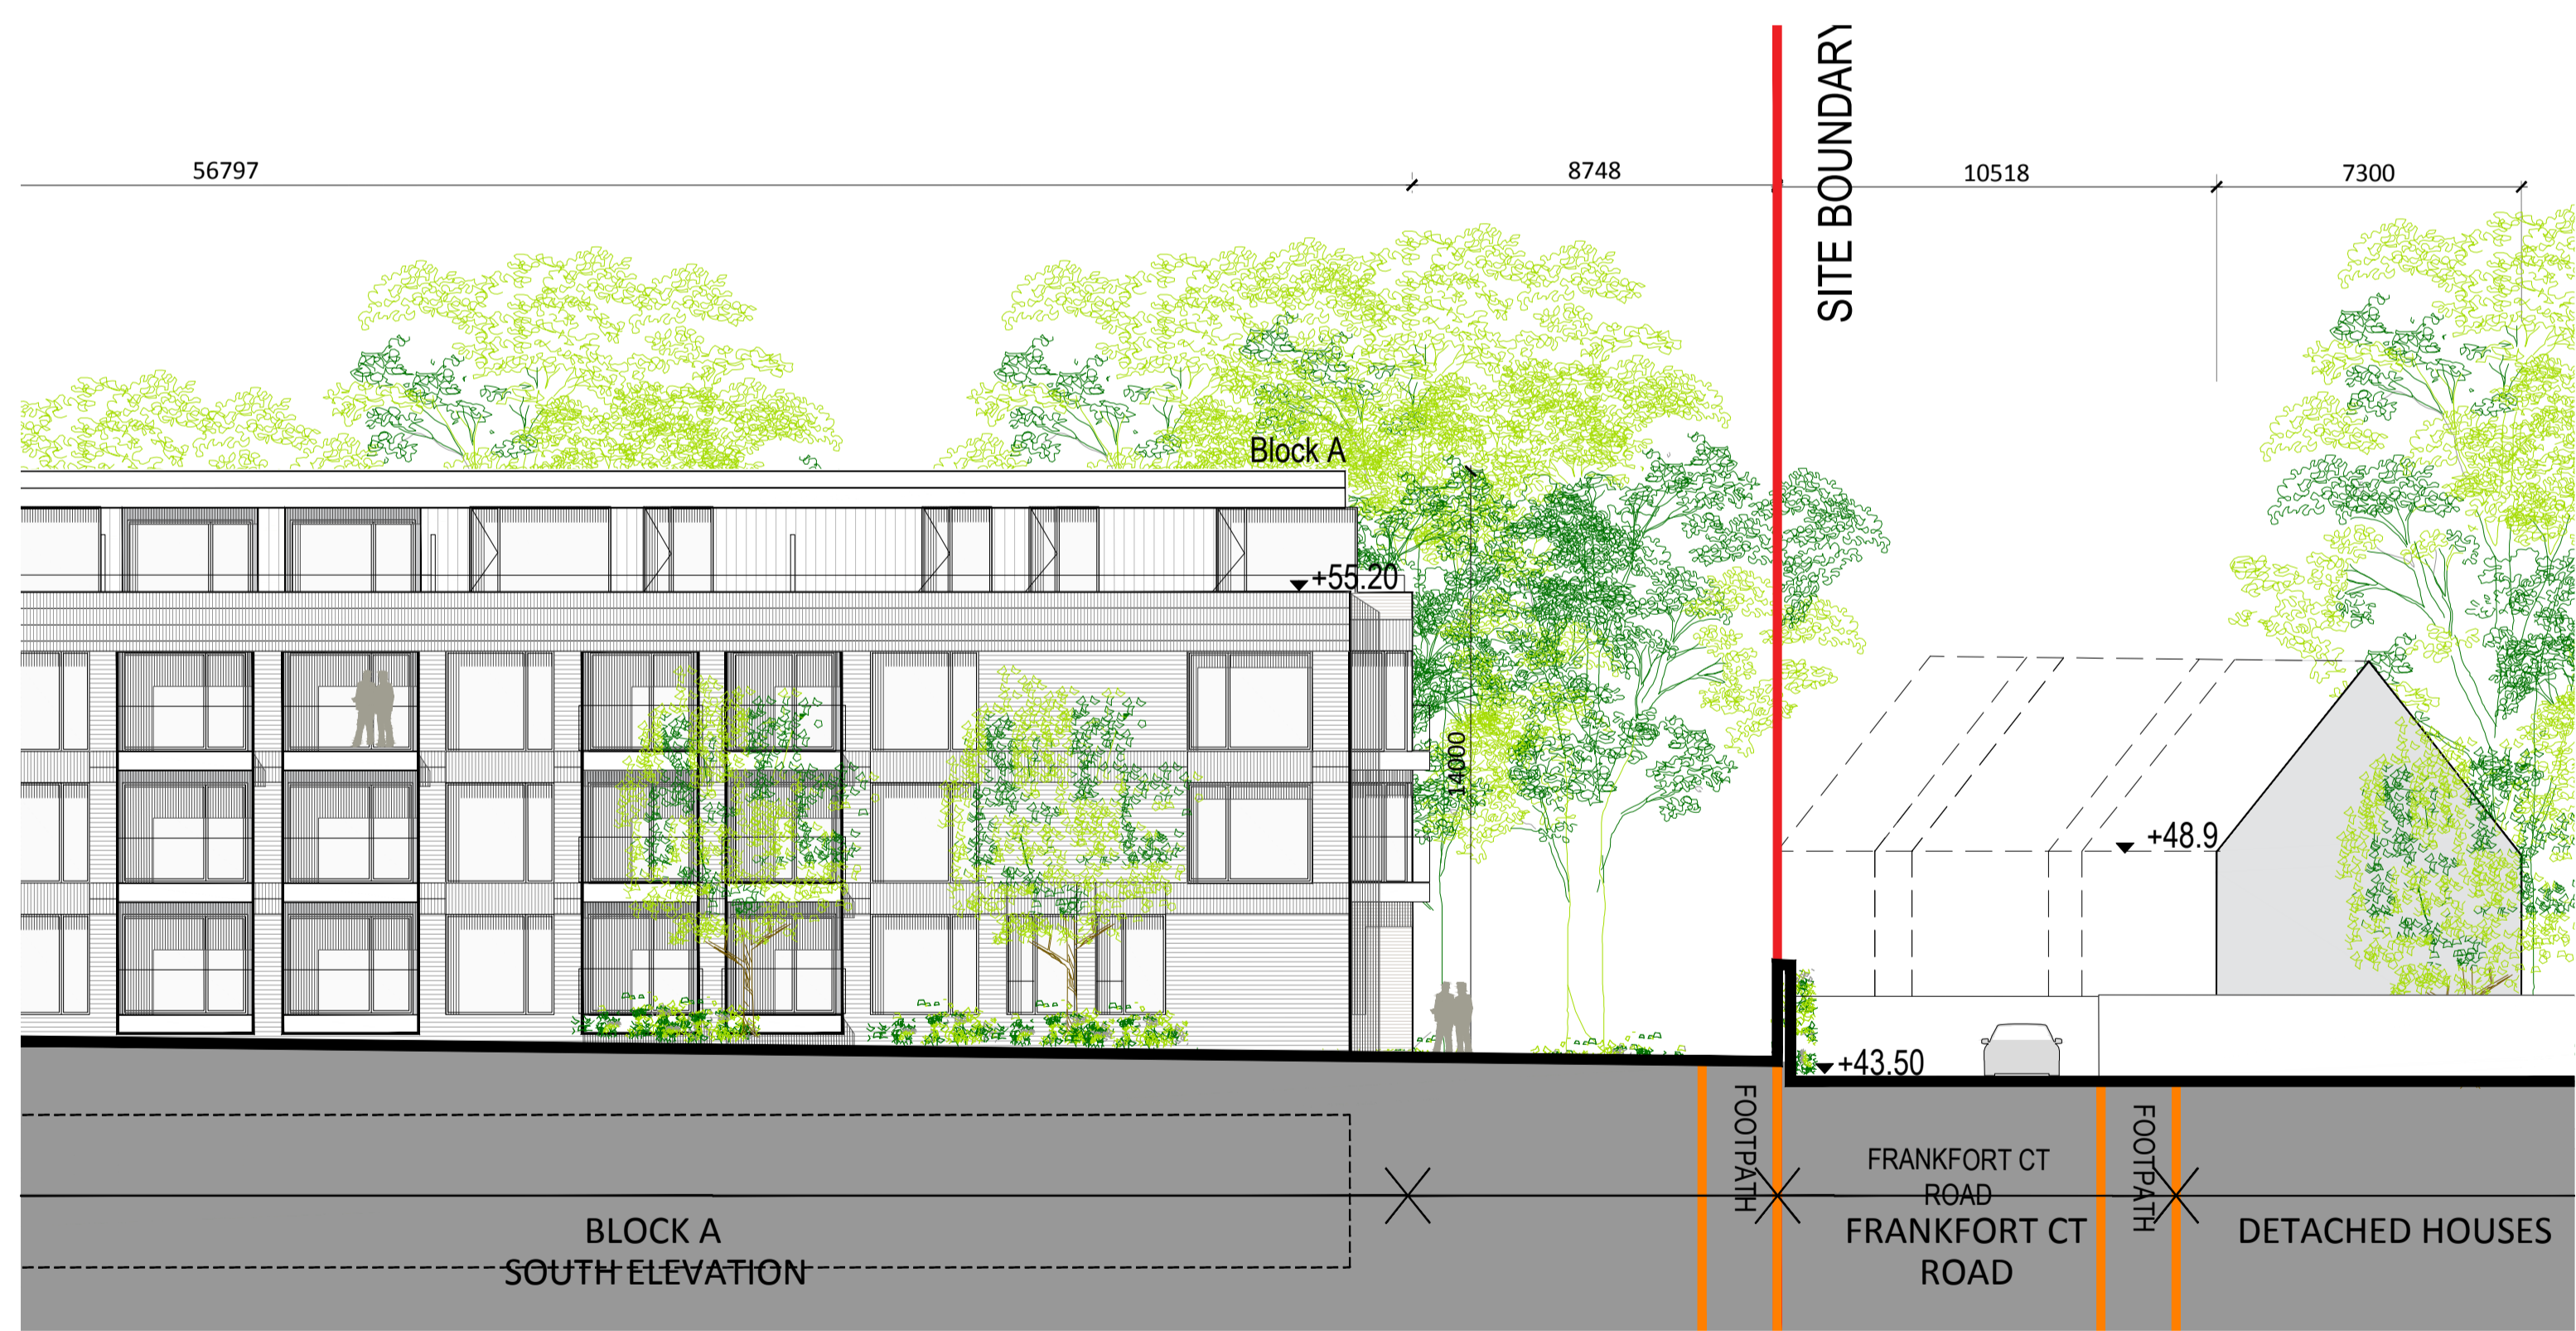 SITE BOUNDARY
56797
8748
10518
7300
Block A
+55.20
14000
+48.9
+43.50
FOOTPATH
FOOTPATH
FRANKFORT CT
ROAD
BLOCK A
SOUTH ELEVATION
FRANKFORT CT
ROAD
DETACHED HOUSES